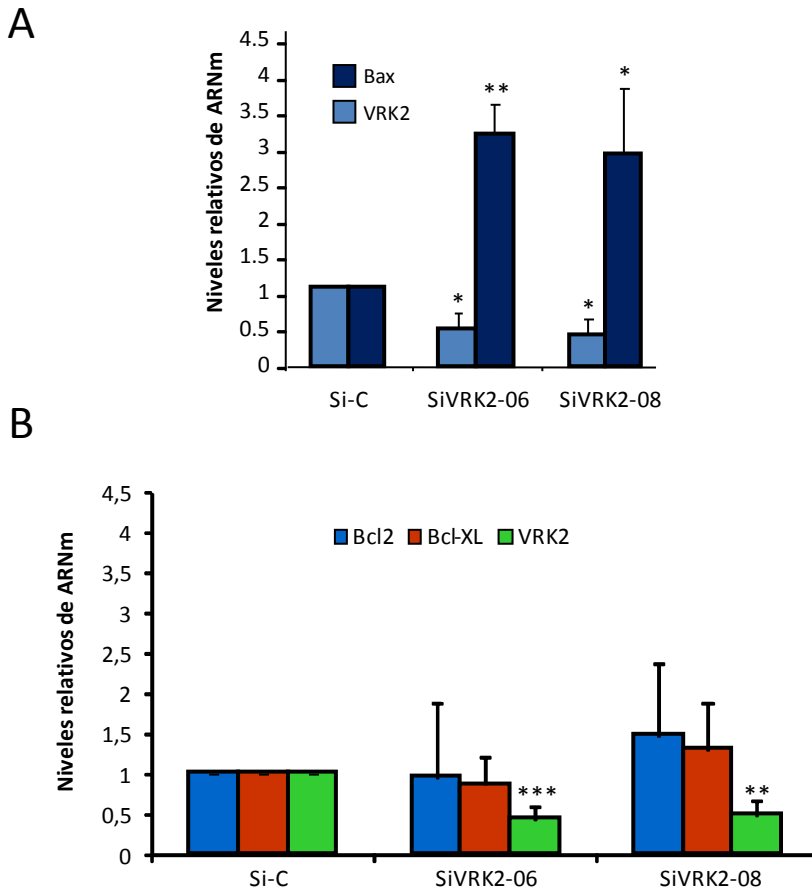 A
Niveles relativos de ARNm
4.5
4
3.5
3
2.5
2
1.5
1
0.5
0
Bax
VRK2
**
*
*
*
Si-C
SiVRK2-06
SiVRK2-08
B
Niveles relativos de ARNm
4,5
4
3,5
3
2,5
2
1,5
1
0,5
0
Bcl2
Bcl-XL
VRK2
***
**
Si-C
SiVRK2-06
SiVRK2-08